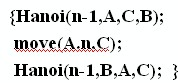 {Hanoi(n-1,A,C,B);
move(A,n,C);
Hanoi(n-1,B,A,C); }